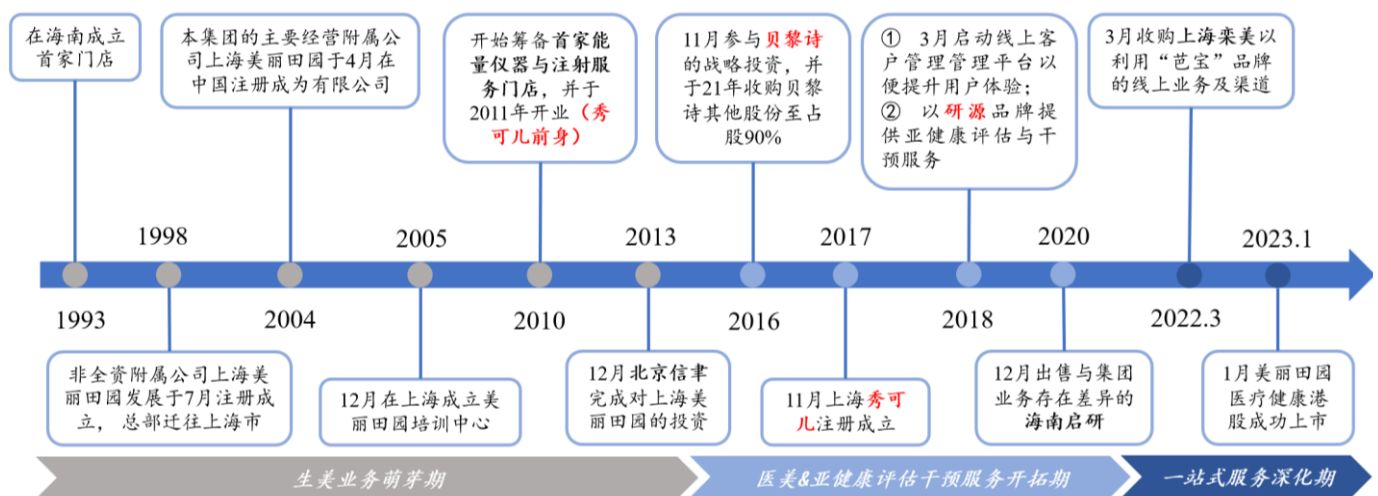 在海南成立
首家门店
本集团的主要经营附属公
司上海美丽田园于4月在
中国注册成为有限公司
开始筹备首家能
量仪器与注射服
务门店，并于
2011年开业（秀
可儿前身）
11月参与贝黎诗
的战略投资，并
于21年收购贝黎
诗其他股份至占
股90%
① 3月启动线上客
户管理管理平台以
便提升用户体验；
② 以研源品牌提
供亚健康评估与干
预服务
3月收购上海栾美以
利用“芭宝”品牌
的线上业务及渠道
1998
2005
2013
2017
2020
2023.1
1993
2004
2010
2016
2018
2022.3
非全资附属公司上海美
丽田园发展于7月注册成
立，总部迁往上海市
12月在上海成立美
丽田园培训中心
12月北京信聿
完成对上海美
丽田园的投资
11月上海秀可
儿注册成立
12月出售与集团
业务存在差异的
海南启研
1月美丽田园
医疗健康港
股成功上市
生美业务萌芽期
医美&亚健康评估干预服务开拓期
一站式服务深化期